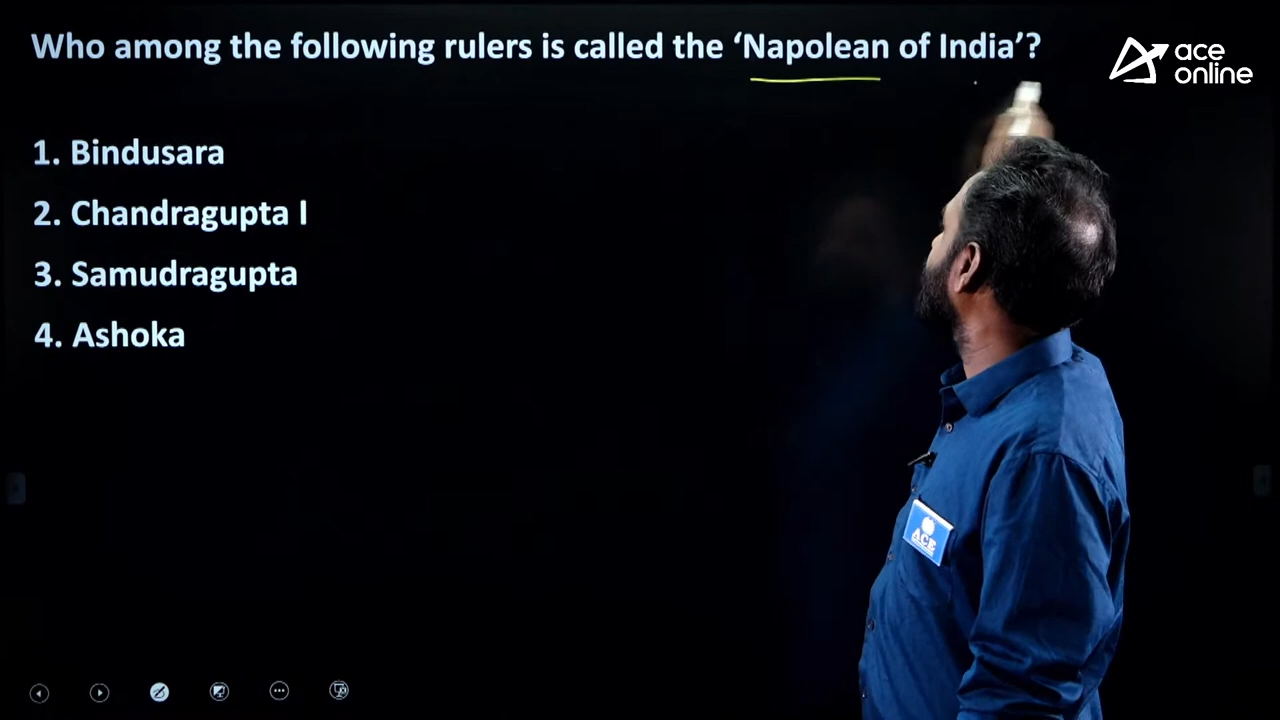 Who among the following rulers is called the ‘Napolean of India’?
ace
online
1. Bindusara
2. Chandragupta I
3. Samudragupta
4. Ashoka
ACE